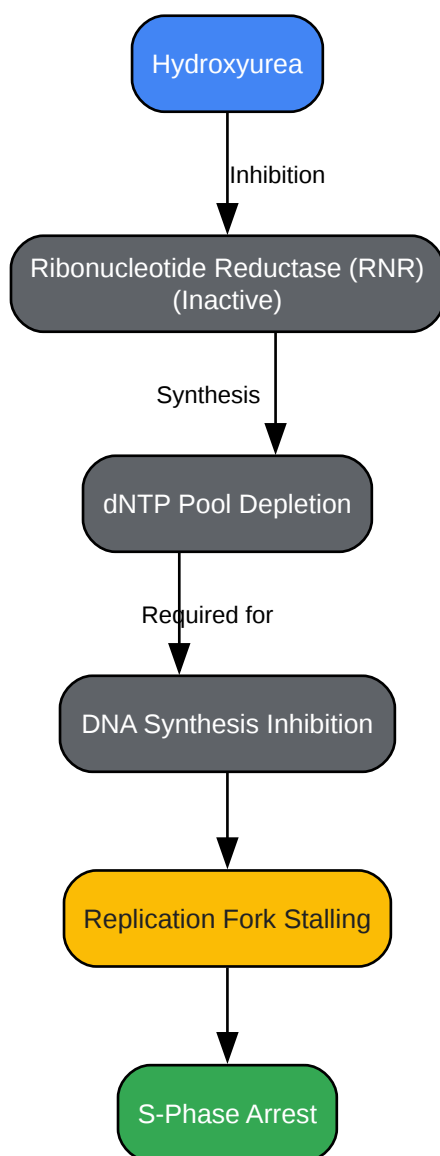 Hydroxyurea
Inhibition
Ribonucleotide Reductase (RNR)
(Inactive)
Synthesis
dNTP Pool Depletion
Required for
DNA Synthesis Inhibition
Replication Fork Stalling
S-Phase Arrest